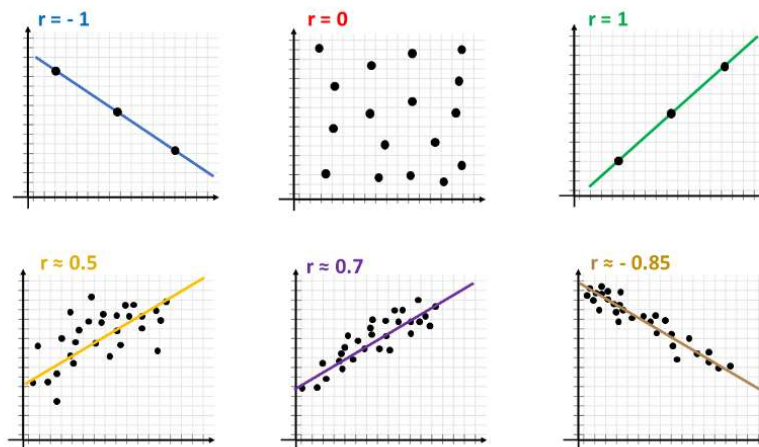 r = - 1
r = 0
r = 1
r ≈ 0.5
r ≈ 0.7
r ≈ - 0.85